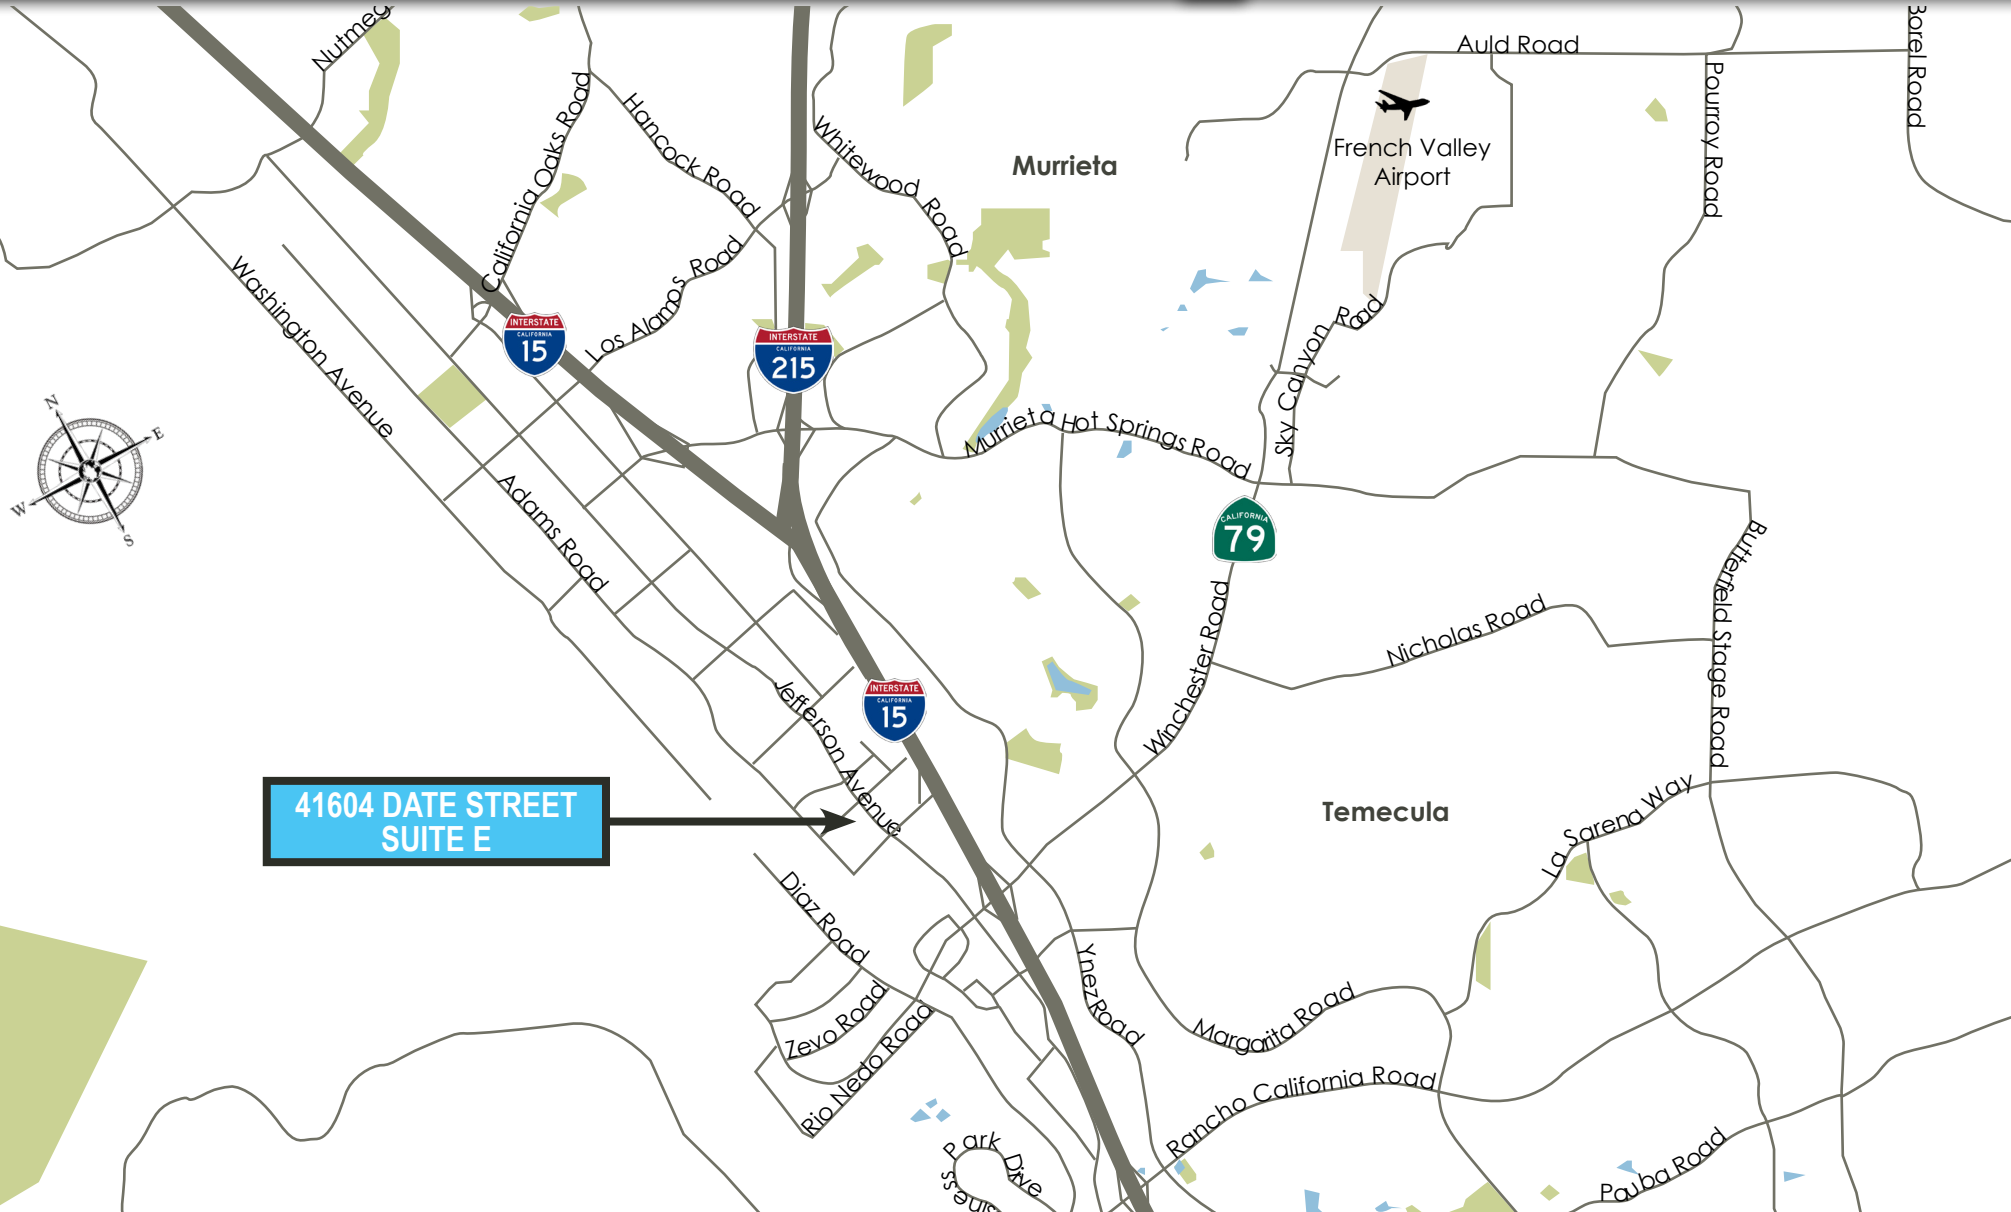 Nutmeg
Auld Road
Borel Road
California Oaks Road
Hancock Road
Whitewood Road
Murrieta
French Valley
Airport
Pourroy Road
Washington Avenue
Los Alamos Road
INTERSTATE
CALIFORNIA
15
INTERSTATE
CALIFORNIA
215
Sky Canyon Road
N
E
W
S
Murrieta Hot Springs Road
Adams Road
CALIFORNIA
79
Butterfield Stage Road
Winchester Road
Nicholas Road
Jefferson Avenue
INTERSTATE
CALIFORNIA
15
41604 DATE STREET
SUITE E
Temecula
La Sarena Way
Diaz Road
Ynez Road
Zevo Road
Rio Nedo Road
Margarita Road
Rancho California Road
Park Drive
siness
Pauba Road